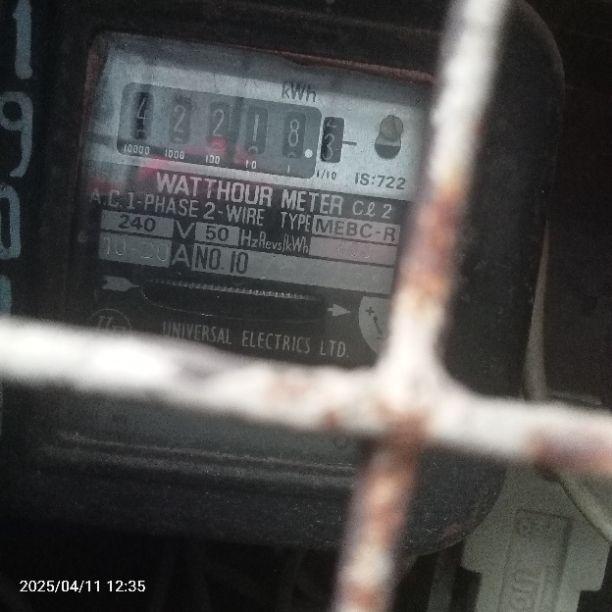 kWh
4 2 2 1 8 3
10000 1000 100 10 1 1/10
IS:722
WATTHOUR METER Cℓ 2
A.C. 1-PHASE 2-WIRE TYPE MEBC-R
240 V 50 Hz Revs/kWh
A NO. 10
UNIVERSAL ELECTRICS LTD.
2025/04/11 12:35